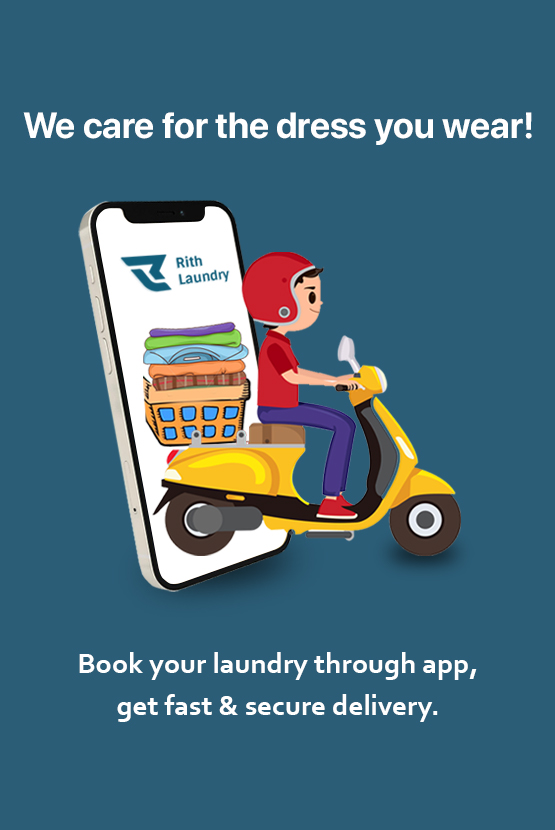 We care for the dress you wear!
Rith
Laundry
Book your laundry through app,
get fast & secure delivery.